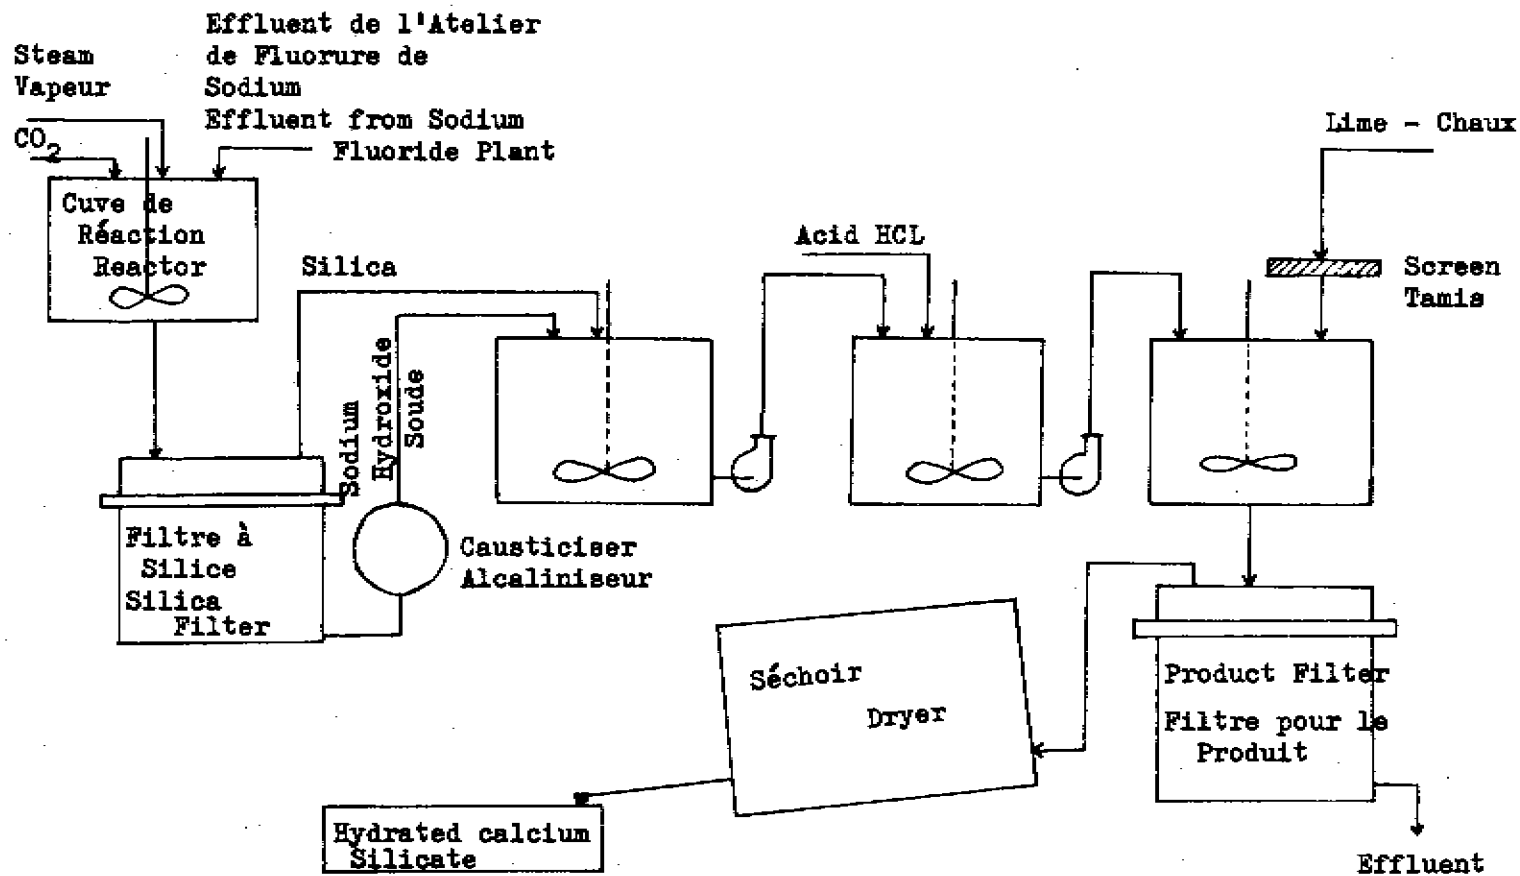 Effluent de l'Atelier
de Fluorure de
Sodium
Effluent from Sodium
Fluoride Plant
Steam
Vapeur
CO2
Cuve de
Réaction
Reactor
Silica
Acid HCL
Lime - Chaux
Screen
Tamis
Sodium
Hydroxide
Soude
Filtre à
Silice
Silica
Filter
Causticiser
Alcaliniseur
Séchoir
Dryer
Product Filter
Filtre pour le
Produit
Hydrated calcium
Silicate
Effluent